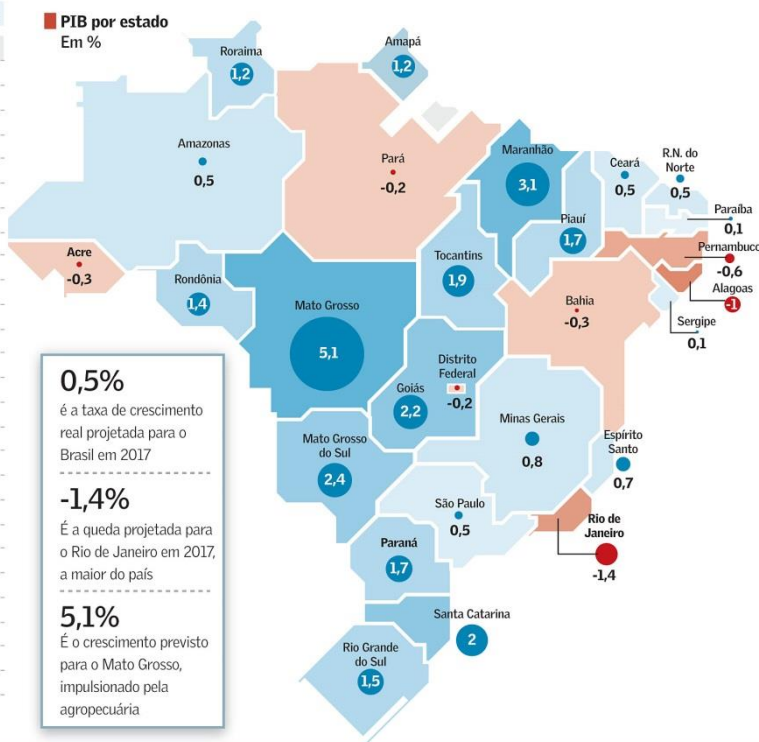 PIB por estado
Em %
Roraima
1,2
Amapá
1,2
Amazonas
0,5
Pará
-0,2
Maranhão
3,1
Ceará
0,5
R.N. do
Norte
0,5
Paraíba
0,1
Piauí
1,7
Pernambuco
-0,6
Alagoas
-1
Sergipe
0,1
Acre
-0,3
Rondônia
1,4
Tocantins
1,9
Bahia
-0,3
Mato Grosso
5,1
Distrito
Federal
-0,2
Goiás
2,2
Minas Gerais
0,8
Espírito
Santo
0,7
Mato Grosso
do Sul
2,4
São Paulo
0,5
Rio de
Janeiro
-1,4
Paraná
1,7
Santa Catarina
2
Rio Grande
do Sul
1,5
0,5%
é a taxa de crescimento
real projetada para o
Brasil em 2017
-1,4%
É a queda projetada para
o Rio de Janeiro em 2017,
a maior do país
5,1%
É o crescimento previsto
para o Mato Grosso,
impulsionado pela
agropecuária